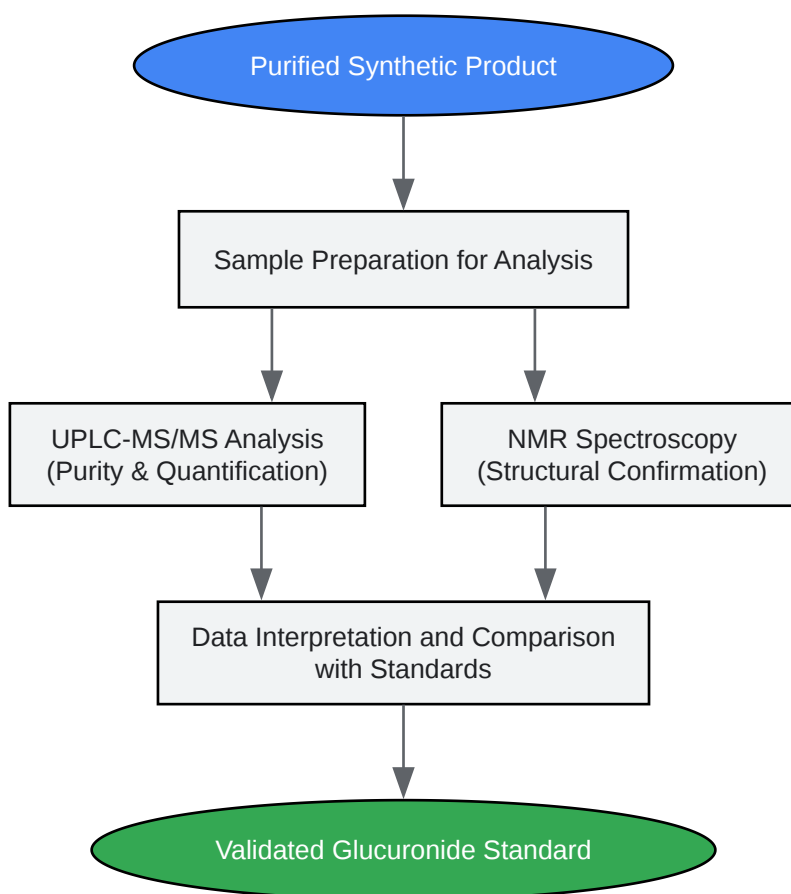 Purified Synthetic Product
Sample Preparation for Analysis
UPLC-MS/MS Analysis
(Purity & Quantification)
NMR Spectroscopy
(Structural Confirmation)
Data Interpretation and Comparison
with Standards
Validated Glucuronide Standard